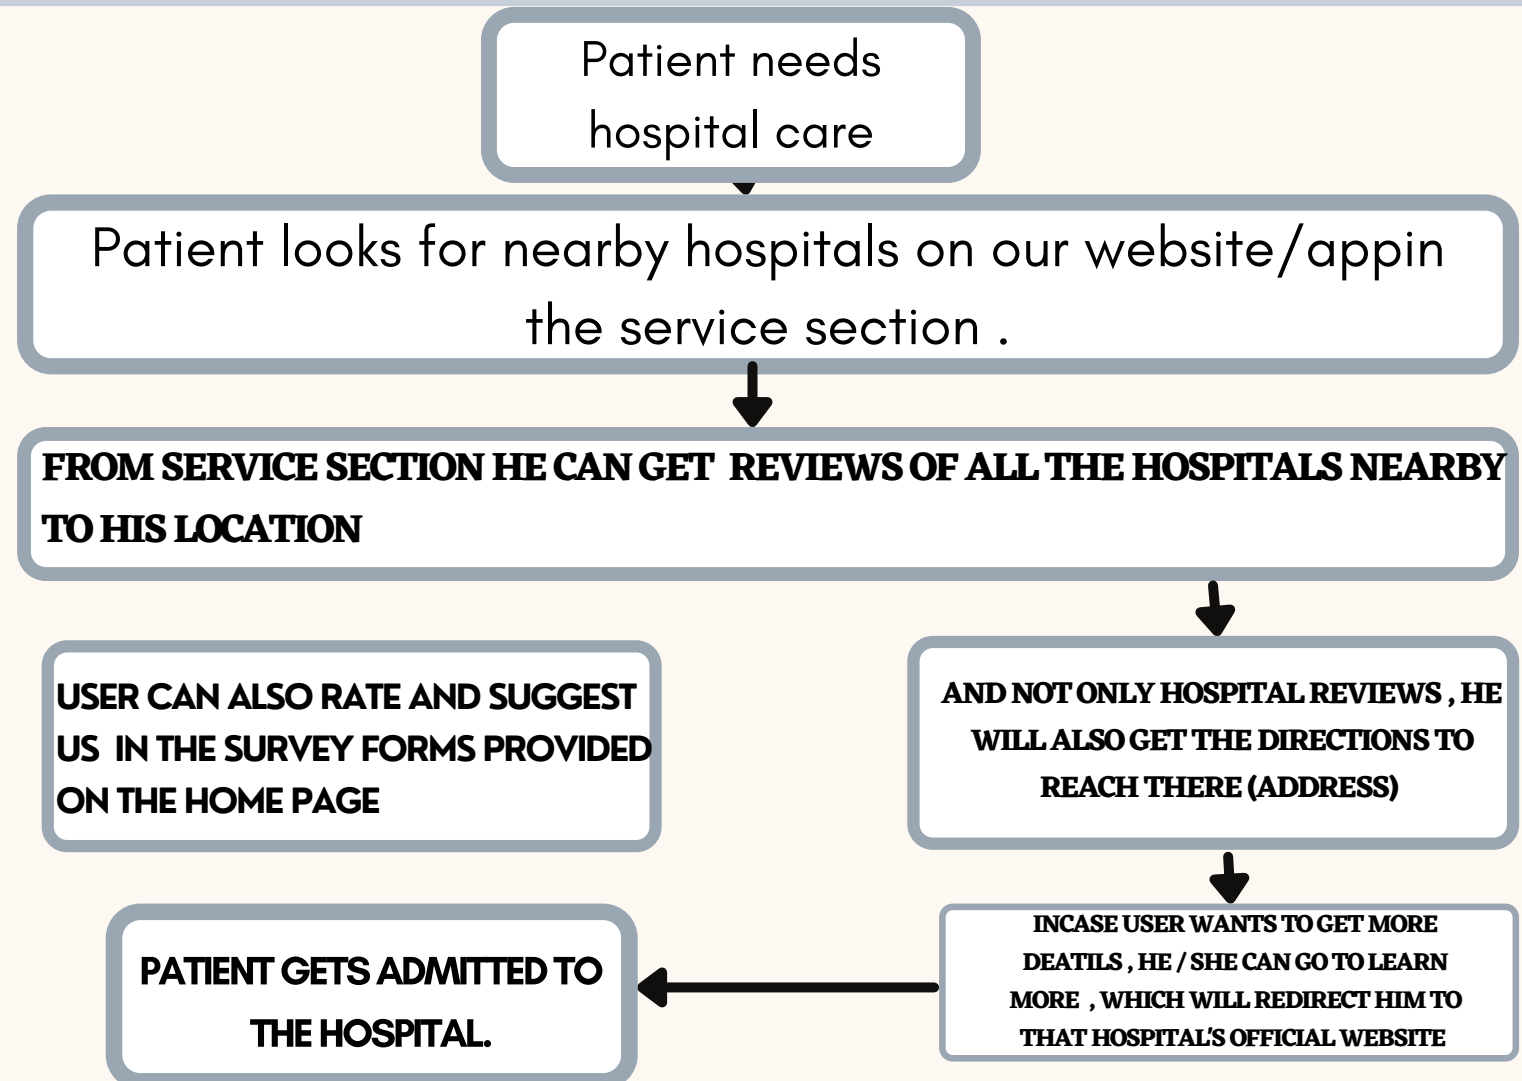 Patient needs
hospital care
Patient looks for nearby hospitals on our website/appin
the service section .
FROM SERVICE SECTION HE CAN GET REVIEWS OF ALL THE HOSPITALS NEARBY
TO HIS LOCATION
USER CAN ALSO RATE AND SUGGEST
US IN THE SURVEY FORMS PROVIDED
ON THE HOME PAGE
AND NOT ONLY HOSPITAL REVIEWS , HE
WILL ALSO GET THE DIRECTIONS TO
REACH THERE (ADDRESS)
INCASE USER WANTS TO GET MORE
DEATILS , HE / SHE CAN GO TO LEARN
MORE , WHICH WILL REDIRECT HIM TO
THAT HOSPITAL'S OFFICIAL WEBSITE
PATIENT GETS ADMITTED TO
THE HOSPITAL.